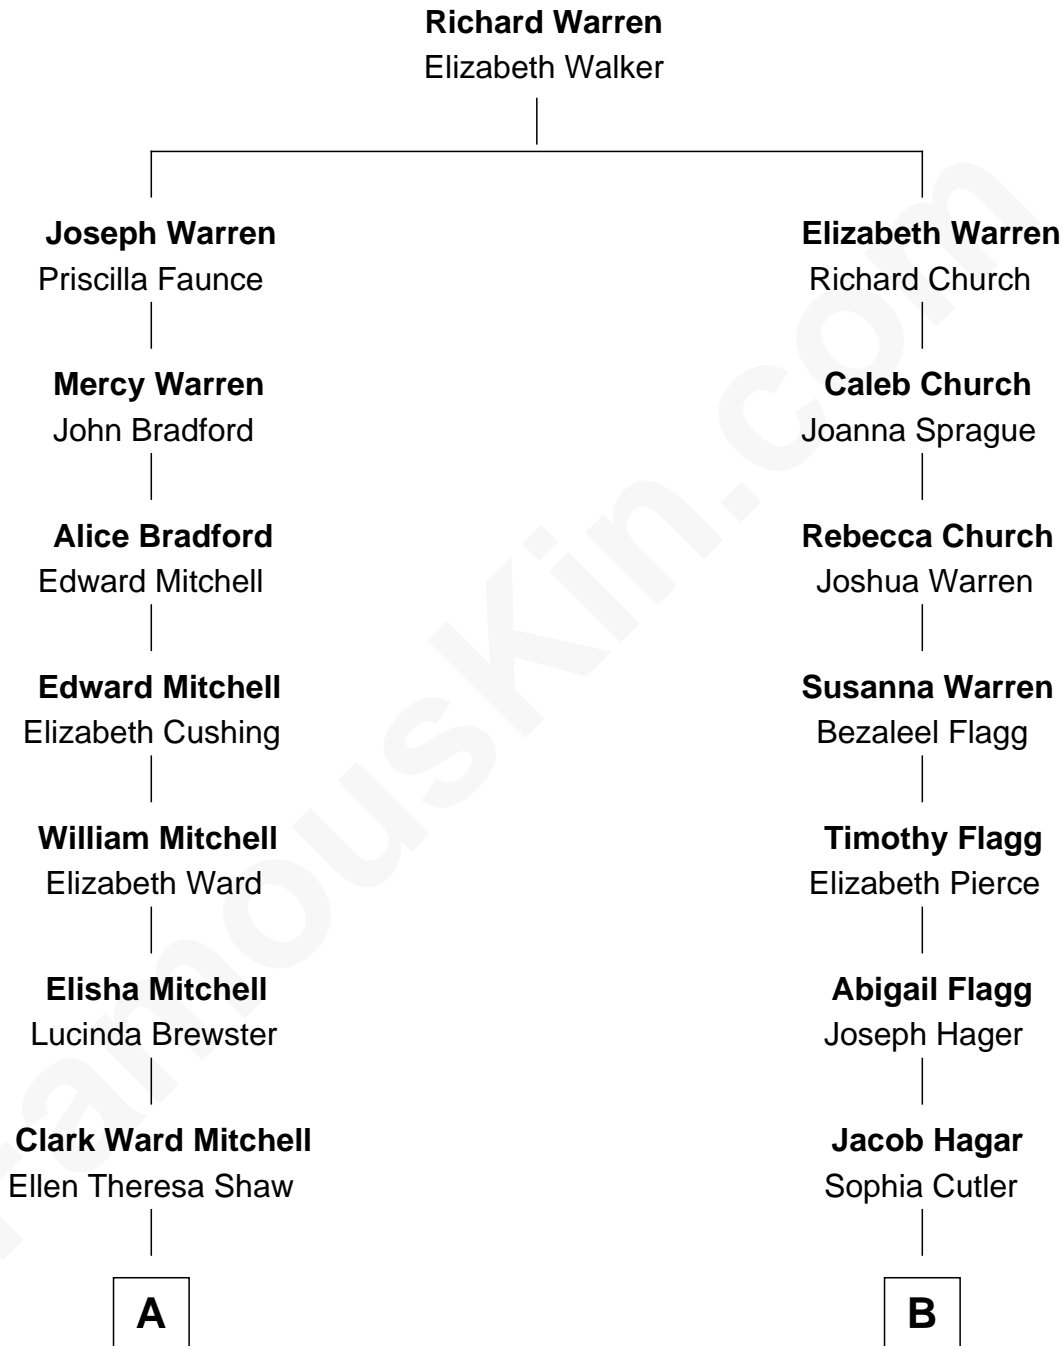 Richard Warren
Elizabeth Walker
Joseph Warren
Priscilla Faunce
Mercy Warren
John Bradford
Alice Bradford
Edward Mitchell
Edward Mitchell
Elizabeth Cushing
William Mitchell
Elizabeth Ward
Elisha Mitchell
Lucinda Brewster
Clark Ward Mitchell
Ellen Theresa Shaw
A
Elizabeth Warren
Richard Church
Caleb Church
Joanna Sprague
Rebecca Church
Joshua Warren
Susanna Warren
Bezaleel Flagg
Timothy Flagg
Elizabeth Pierce
Abigail Flagg
Joseph Hager
Jacob Hagar
Sophia Cutler
B
FamousKin.com